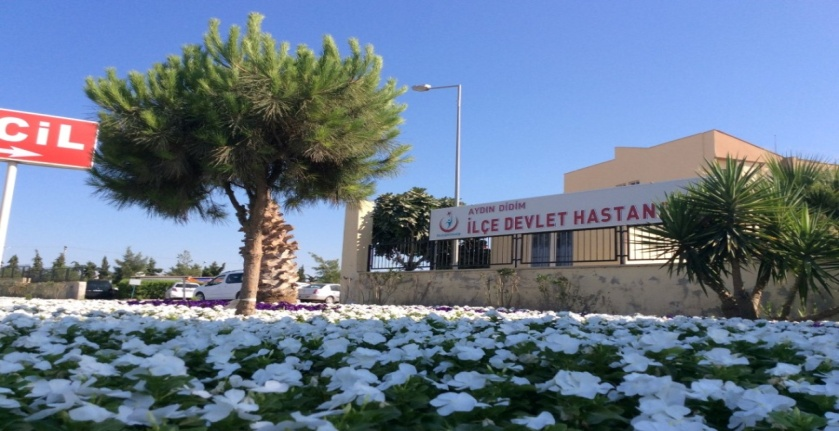 CİL
AYDIN DİDİM
İLÇE DEVLET HASTAN